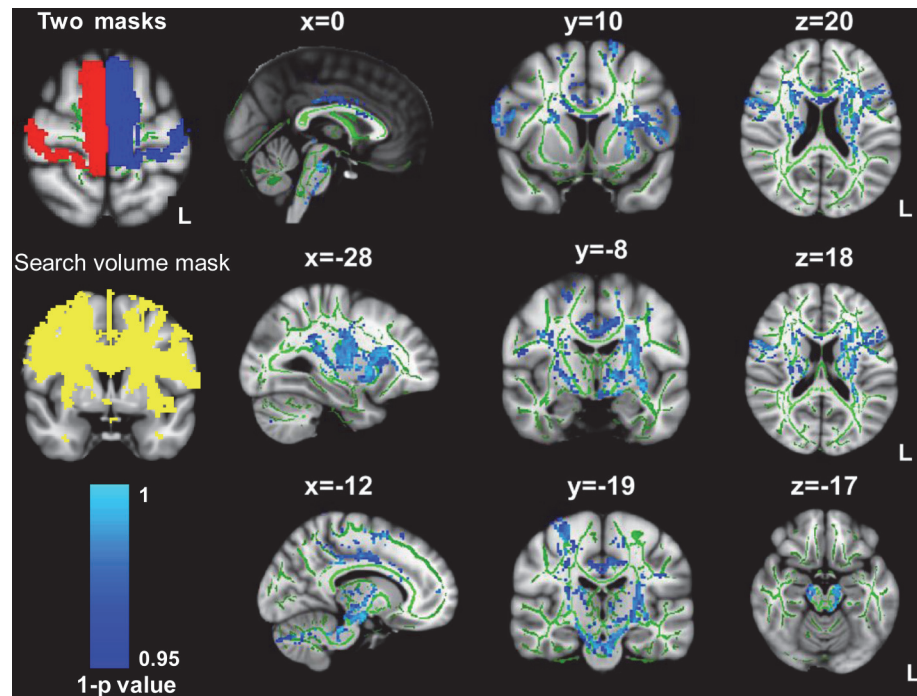 Two masks
x=0
y=10
z=20
L
Search volume mask
x=-28
y=-8
z=18
L
1
x=-12
y=-19
z=-17
0.95
1-p value
L